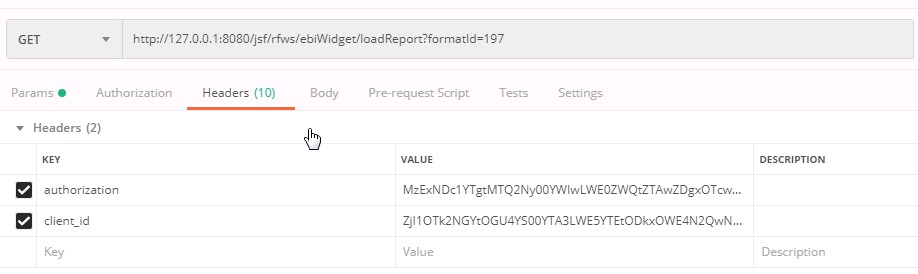 GET http://127.0.0.1:8080/jsf/rfws/ebiWidget/loadReport?formatId=197
Params Authorization Headers (10) Body Pre-request Script Tests Settings
Headers (2)
KEY VALUE DESCRIPTION
authorization MzExNDc1YTgtMTQ2Ny00YWIwLWE0ZWQtZTAwZDgxOTcw...
client_id ZjI1OTk2NGYtOGU4YS00YTA3LWE5YTEtODkxOWE4N2QwN...
Key Value Description